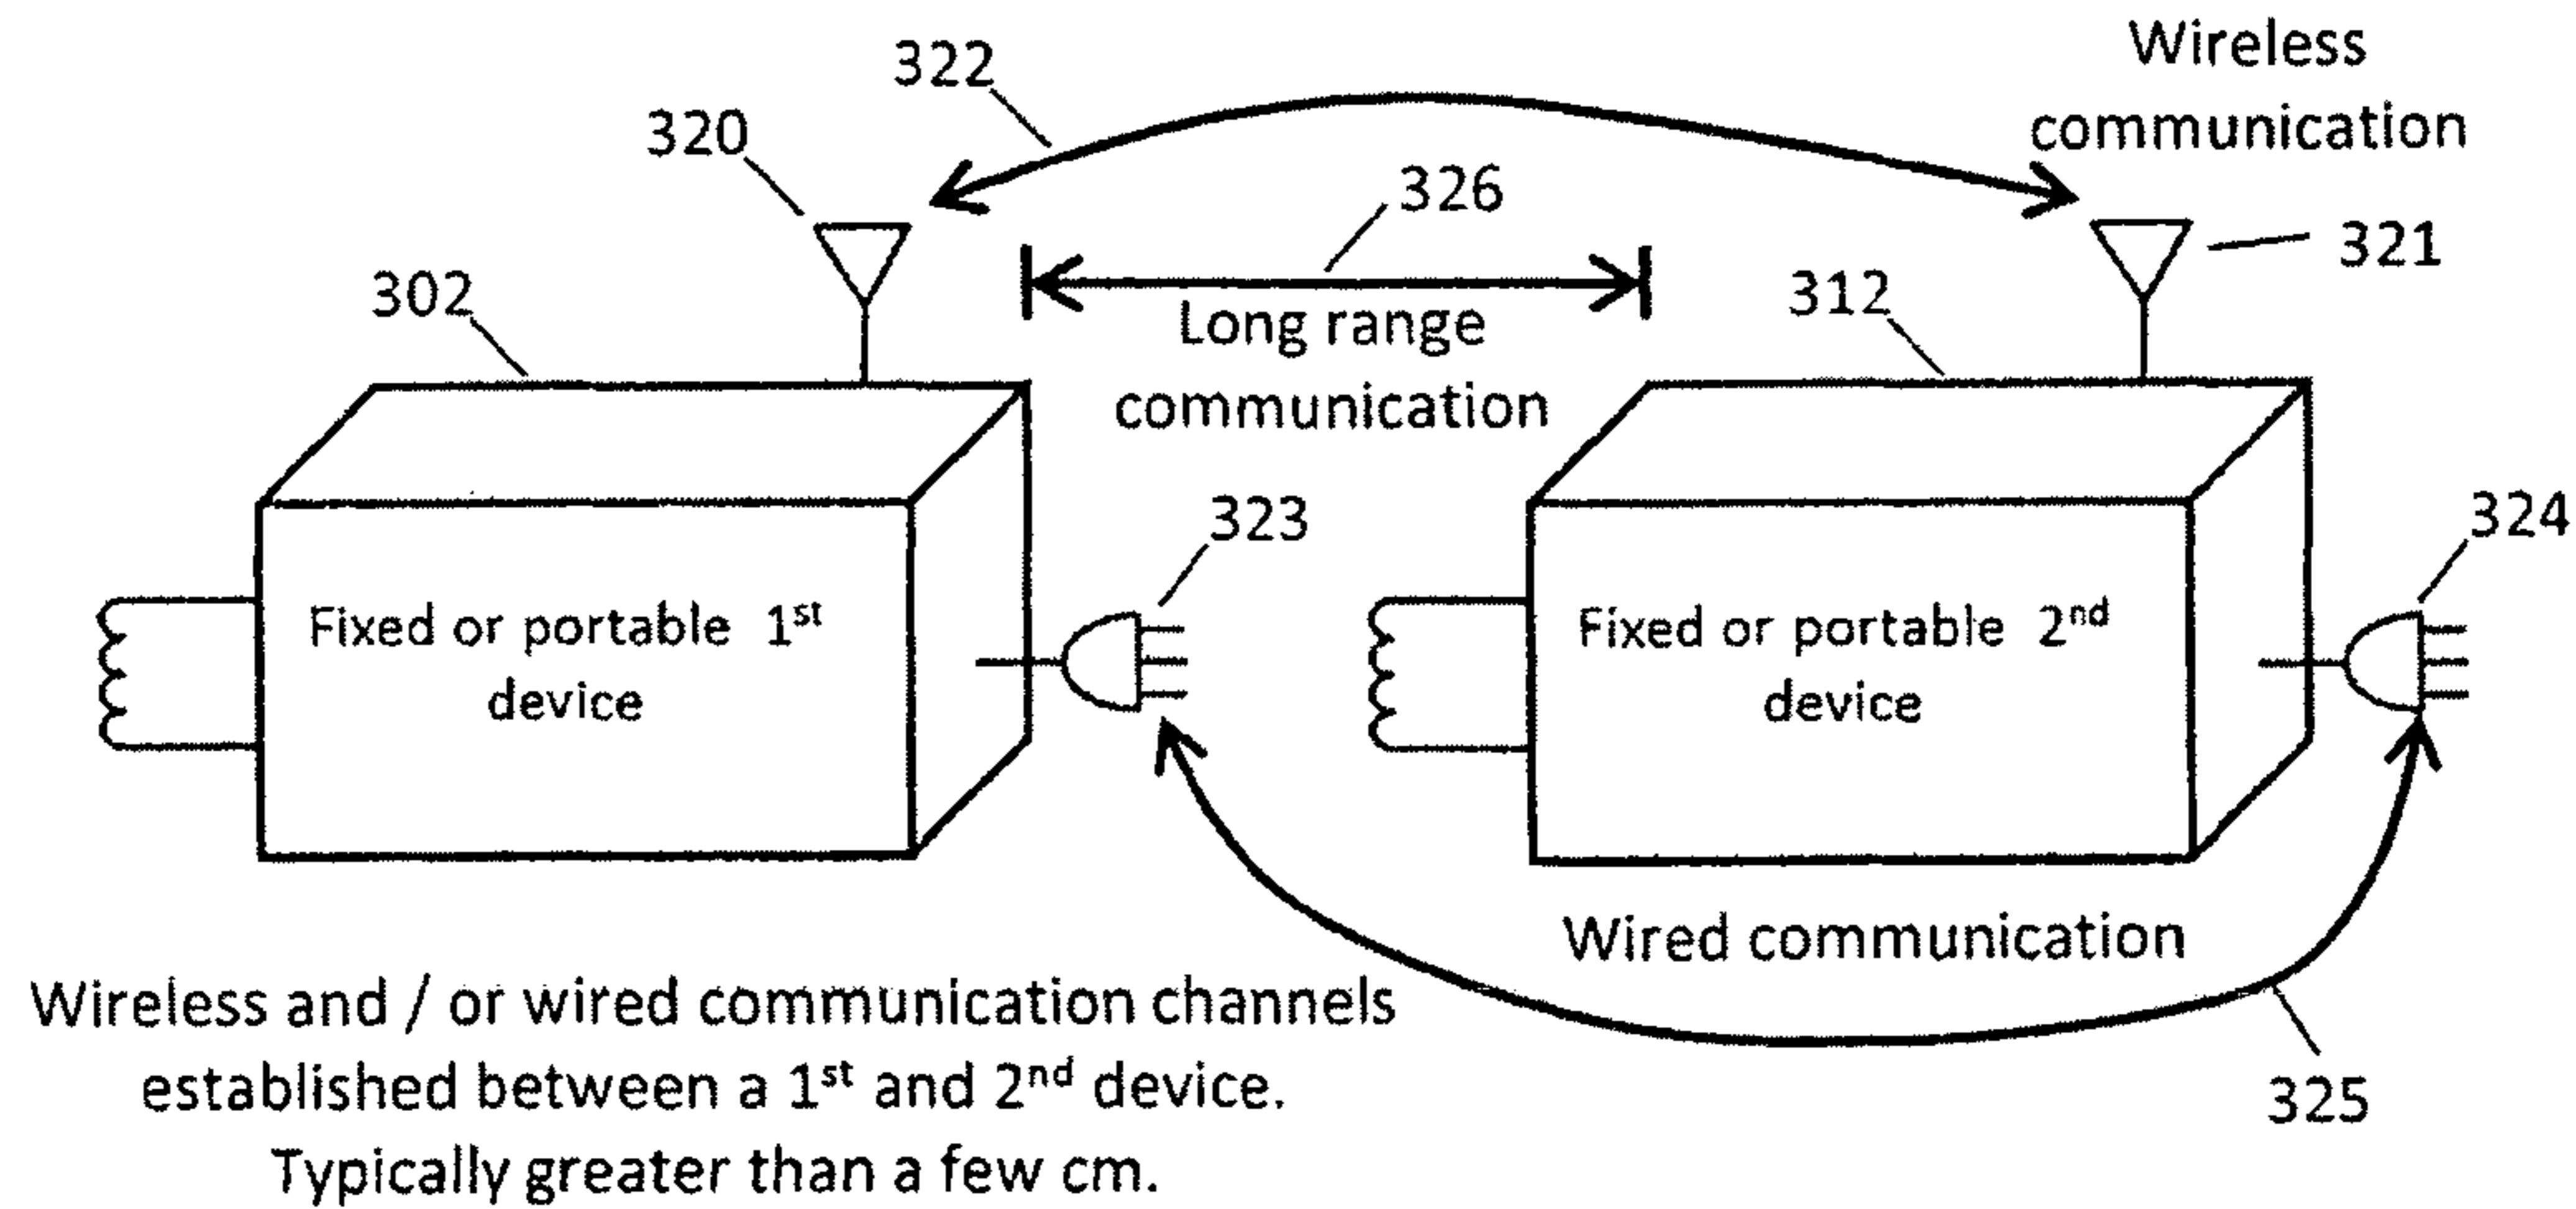 Wireless
communication
322
320
326
321
302
Long range
communication
312
323
324
Fixed or portable 1st
device
Fixed or portable 2nd
device
Wired communication
325
Wireless and / or wired communication channels
established between a 1st and 2nd device.
Typically greater than a few cm.